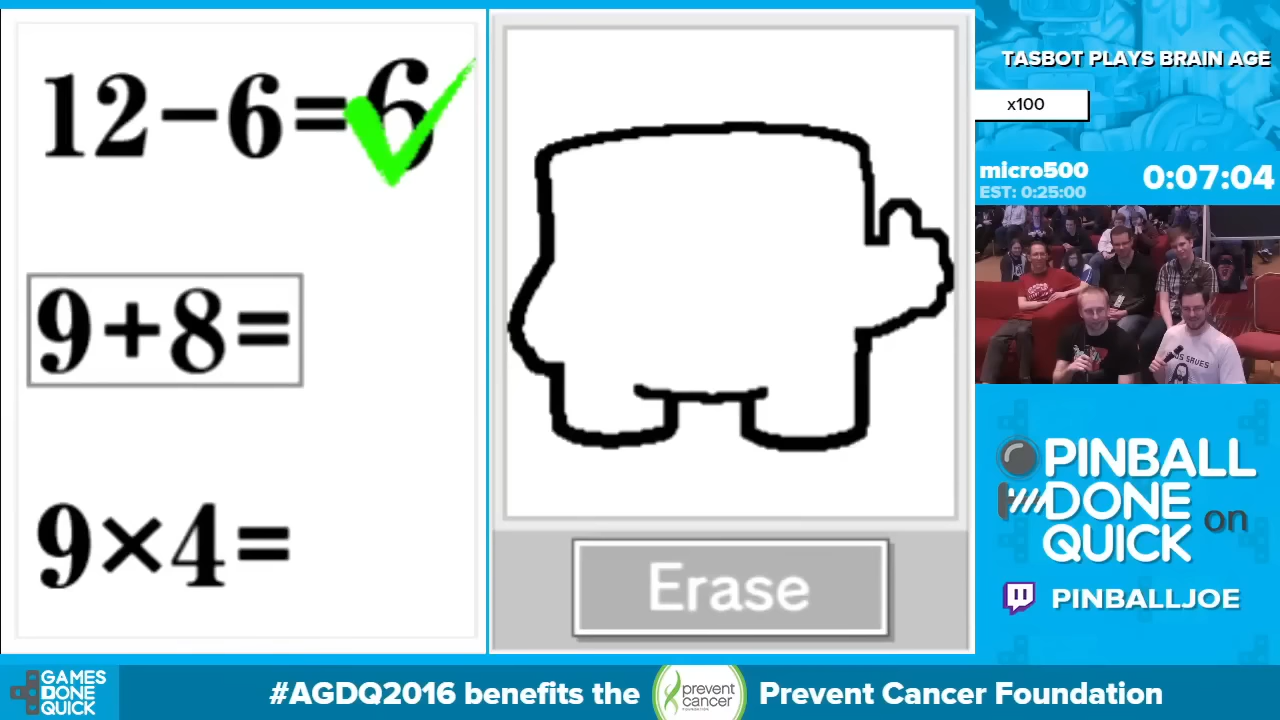 12-6=6
9+8=
9×4=
Erase
TASBOT PLAYS BRAIN AGE
x100
micro500
EST: 0:25:00
0:07:04
PINBALL
DONE
on
QUICK
PINBALLJOE
GAMES
DONE
QUICK
#AGDQ2016 benefits the
prevent
cancer
Prevent Cancer Foundation